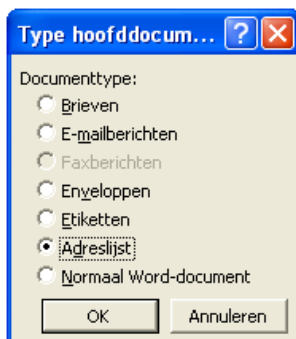 Type hoofddocum...
Documenttype:
Brieven
E-mailberichten
Faxberichten
Enveloppen
Etiketten
Adreslijst
Normaal Word-document
OK
Annuleren